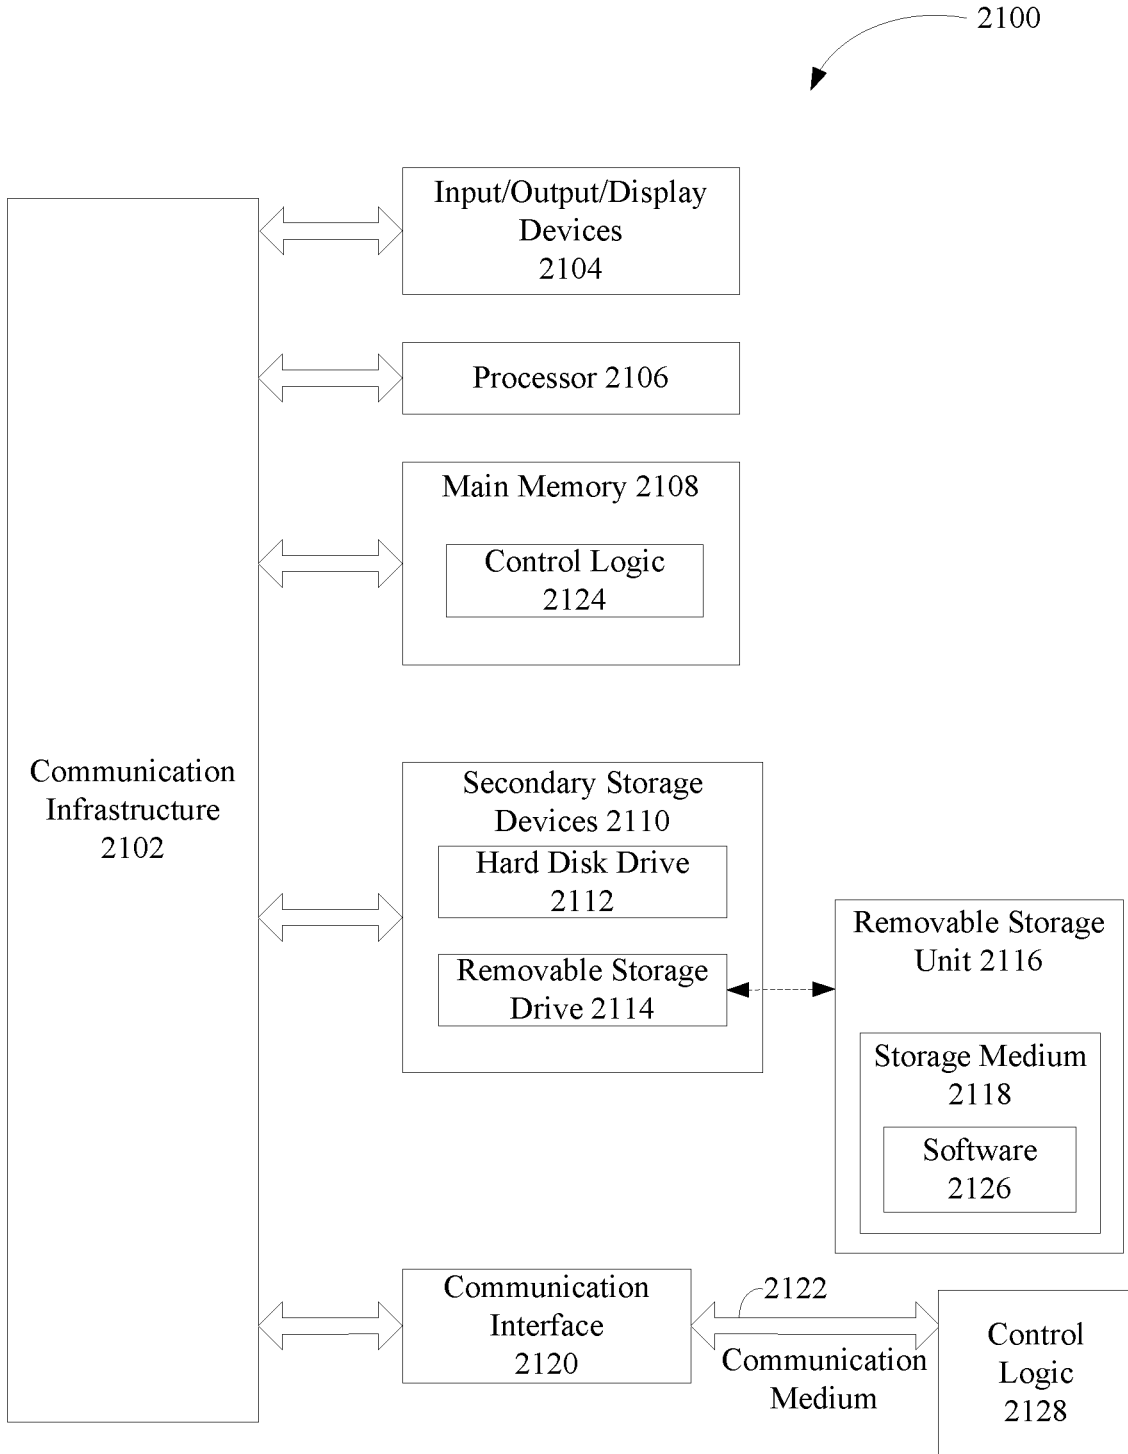 2100
Input/Output/Display
Devices
2104
Processor 2106
Main Memory 2108
Control Logic
2124
Communication
Infrastructure
2102
Secondary Storage
Devices 2110
Hard Disk Drive
2112
Removable Storage
Drive 2114
Removable Storage
Unit 2116
Storage Medium
2118
Software
2126
Communication
Interface
2120
2122
Communication
Medium
Control
Logic
2128